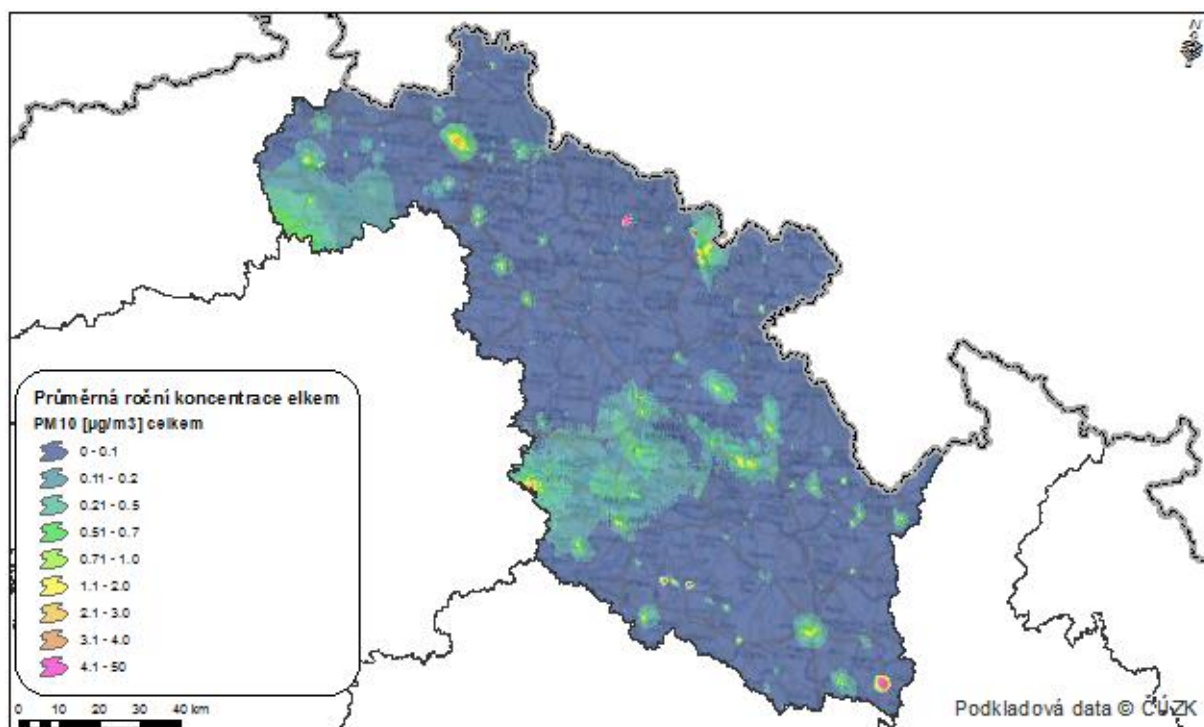 N
Průměrná roční koncentrace elkem
PM10 [µg/m3] celkem
0 - 0.1
0.11 - 0.2
0.21 - 0.5
0.51 - 0.7
0.71 - 1.0
1.1 - 2.0
2.1 - 3.0
3.1 - 4.0
4.1 - 50
0 10 20 30 40 km
Podkladová data © ČÚZK